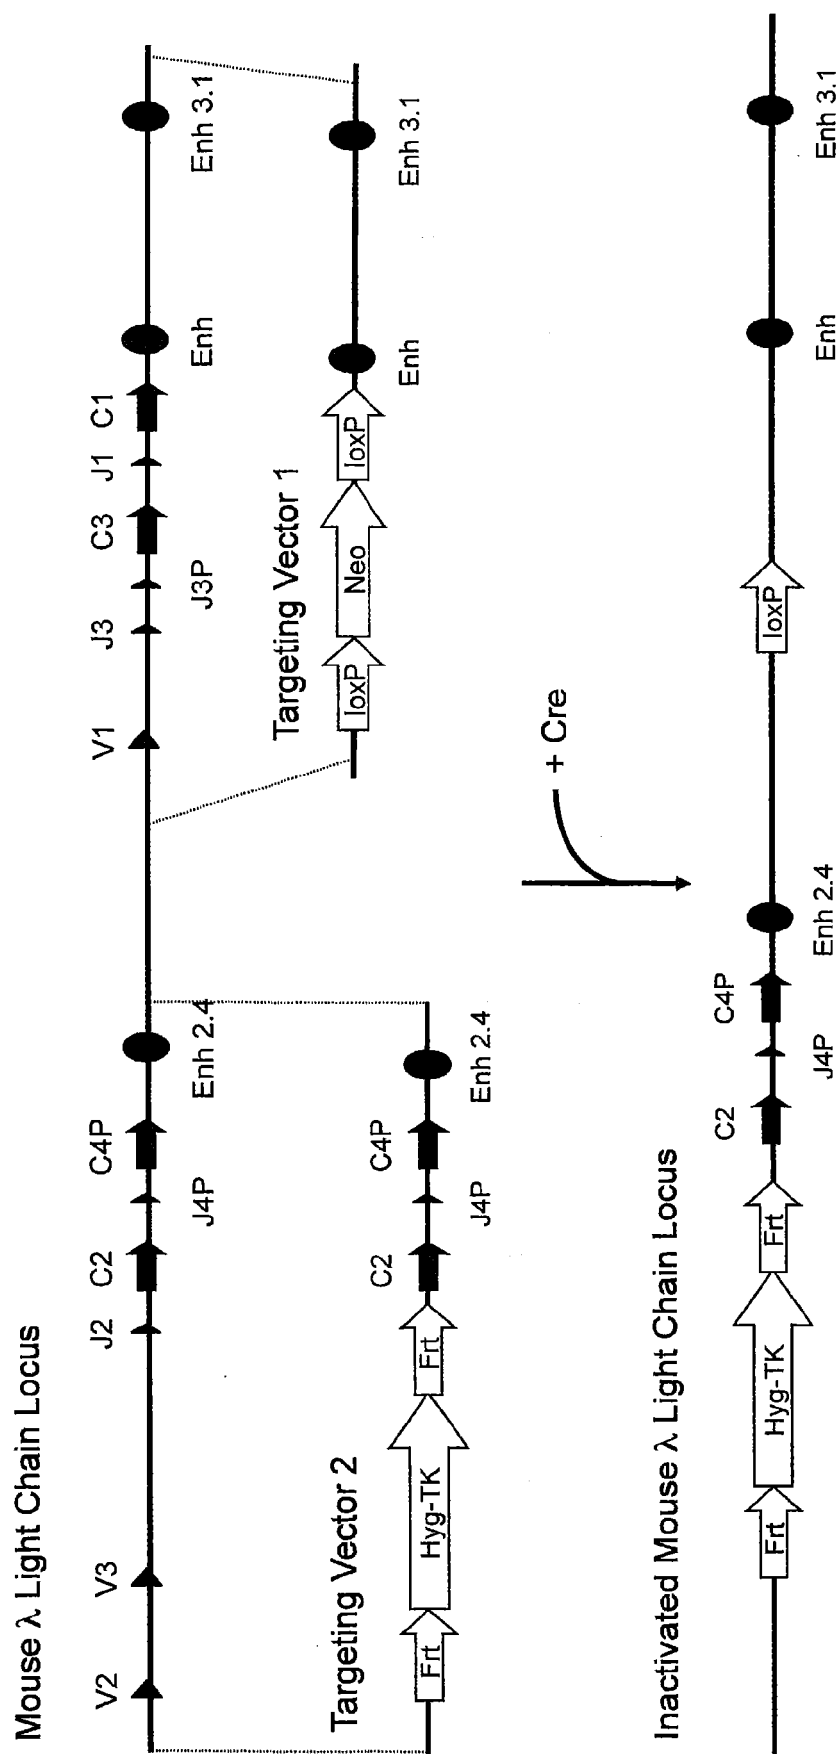 Mouse λ Light Chain Locus
V2
V3
J2
C2
J4P
C4P
Enh 2.4
V1
J3
J3P
C3
J1
C1
Enh
Enh 3.1
Targeting Vector 2
Frt
Hyg-TK
Frt
C2
J4P
C4P
Enh 2.4
Targeting Vector 1
loxP
Neo
loxP
Enh
Enh 3.1
+ Cre
Inactivated Mouse λ Light Chain Locus
Frt
Hyg-TK
Frt
C2
J4P
C4P
Enh 2.4
loxP
Enh
Enh 3.1